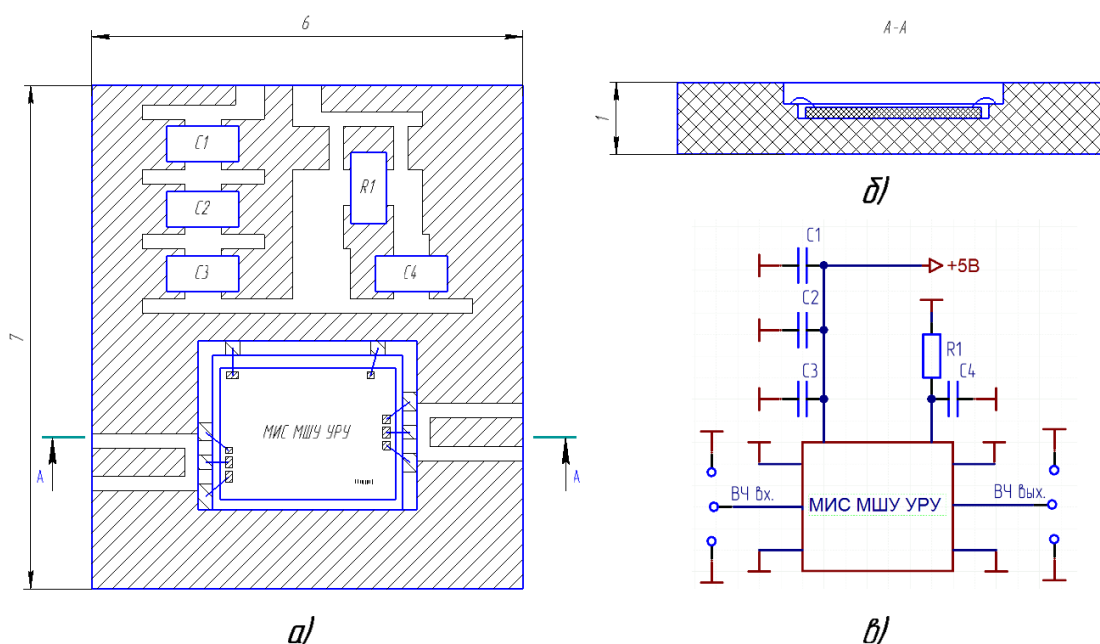 6
7
C1
C2
C3
R1
C4
МИС МШУ УРУ
А
А
а)
А-А
1
б)
C1
+5В
C2
C3
R1
C4
ВЧ вх.
МИС МШУ УРУ
ВЧ вых.
в)